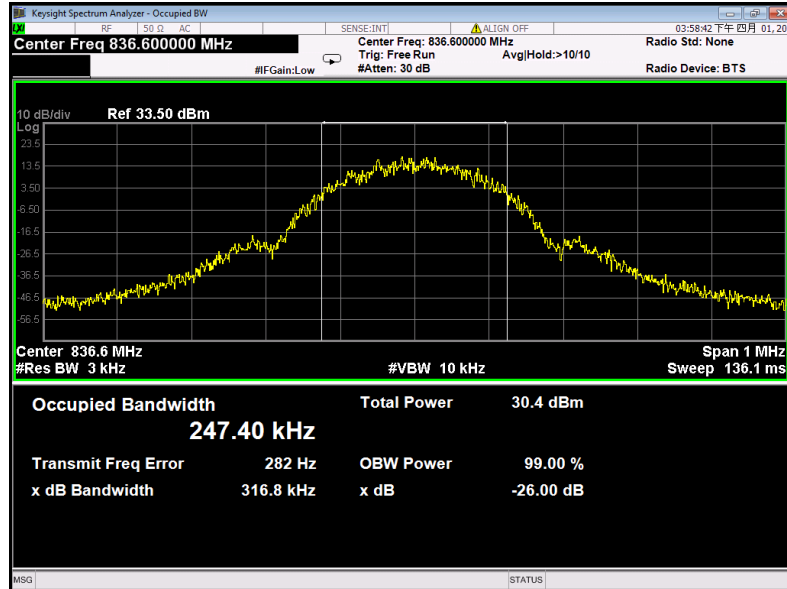 Keysight Spectrum Analyzer - Occupied BW
LXI RF 50 Ω AC SENSE:INT ALIGN OFF 03:58:42 下午 四月 01, 20
Center Freq 836.600000 MHz
Center Freq: 836.600000 MHz
Radio Std: None
Trig: Free Run Avg|Hold:>10/10
#IFGain:Low
#Atten: 30 dB
Radio Device: BTS
10 dB/div Ref 33.50 dBm
Log
23.5
13.5
3.50
-6.50
-16.5
-26.5
-36.5
-46.5
-56.5
Center 836.6 MHz Span 1 MHz
#Res BW 3 kHz #VBW 10 kHz Sweep 136.1 ms
Occupied Bandwidth Total Power 30.4 dBm
247.40 kHz
Transmit Freq Error 282 Hz OBW Power 99.00 %
x dB Bandwidth 316.8 kHz x dB -26.00 dB
MSG STATUS